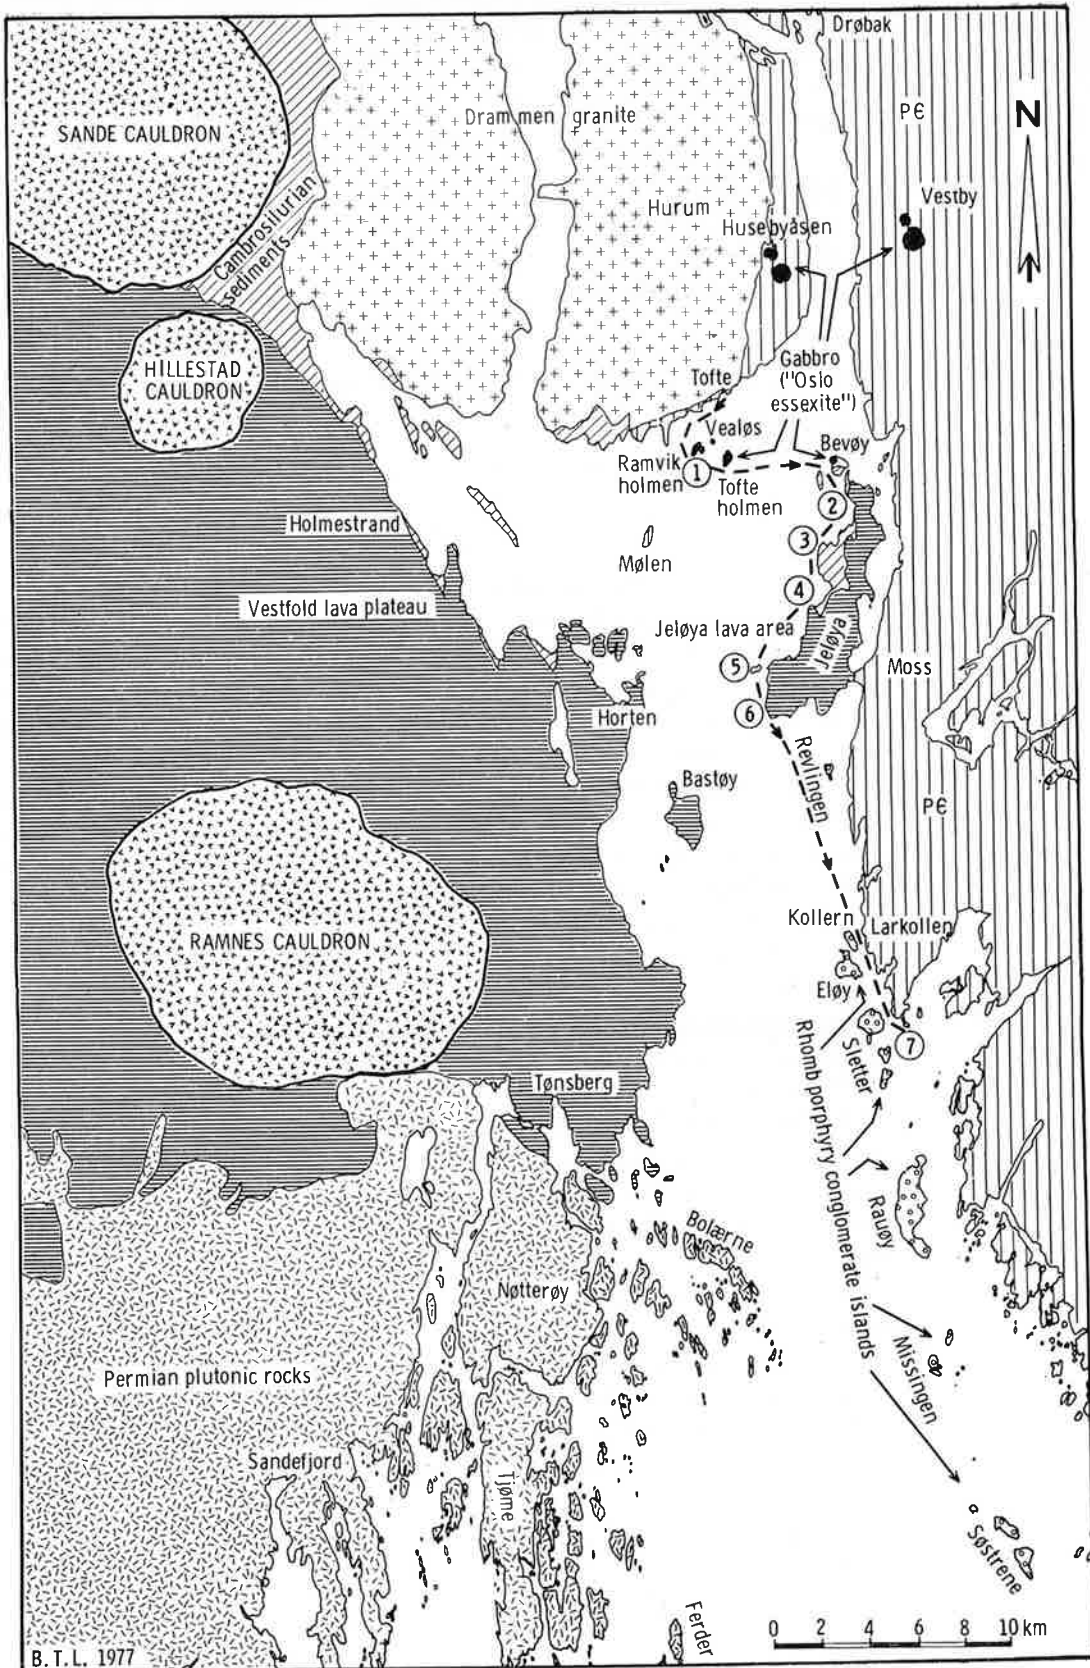 Drøbak
PЄ
N
SANDE CAULDRON
Drammen granite
Cambrosilurian
sediments
Hurum
Husebyåsen
Vestby
HILLESTAD
CAULDRON
Gabbro
("Oslo
essexite")
Tofte
Vealøs
Bevøy
Ramvik
holmen
1
Tofte
holmen
2
Holmestrand
3
Mølen
4
Vestfold lava plateau
Jeløya lava area
Jeløya
5
Moss
6
Horten
Revlingen
Bastøy
PЄ
Kollern
Larkollen
RAMNES CAULDRON
Eløy
7
Sletter
Rhomb porphyry conglomerate islands
Tønsberg
Rauøy
Bolærne
Nøtterøy
Missingen
Permian plutonic rocks
Sandefjord
Tjøme
Søstrene
Ferder
0 2 4 6 8 10 km
B.T.L. 1977